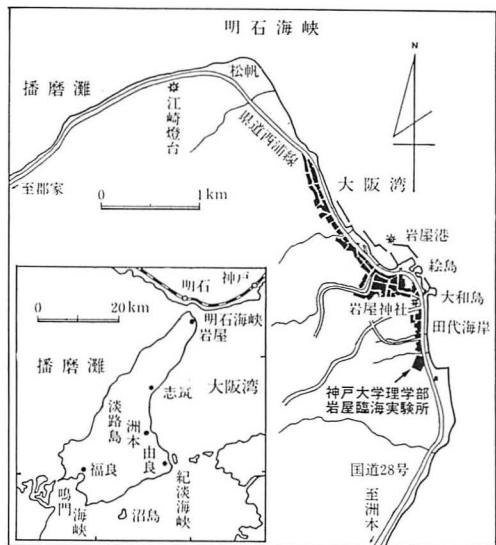 明石海峡
播磨灘
松帆
N
江崎燈台
県道西浦線
至郡家
0 1 km
大阪湾
岩屋港
絵島
大和島
岩屋神社
田代海岸
神戸大学理学部
岩屋臨海実験所
国道28号
至洲本
0 20 km
神戸
明石
明石海峡
岩屋
播磨灘
大阪湾
志筑
淡路島
洲本
由良
福良
紀淡海峡
鳴門海峡
沼島